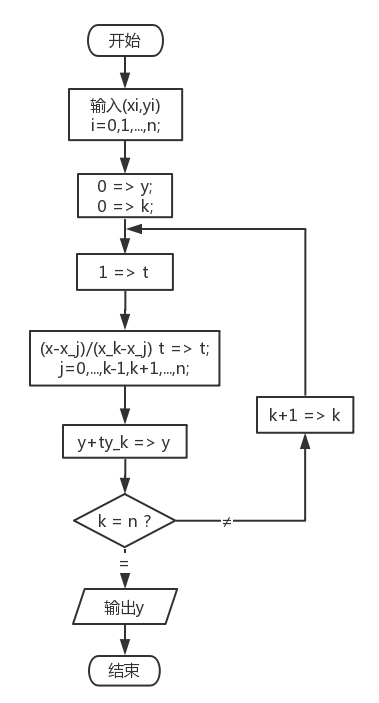 开始
输入(xi,yi)
i=0,1,...,n;
0 => y;
0 => k;
1 => t
(x-x_j)/(x_k-x_j) t => t;
j=0,...,k-1,k+1,...,n;
k+1 => k
y+ty_k => y
k = n ?
≠
=
输出y
结束